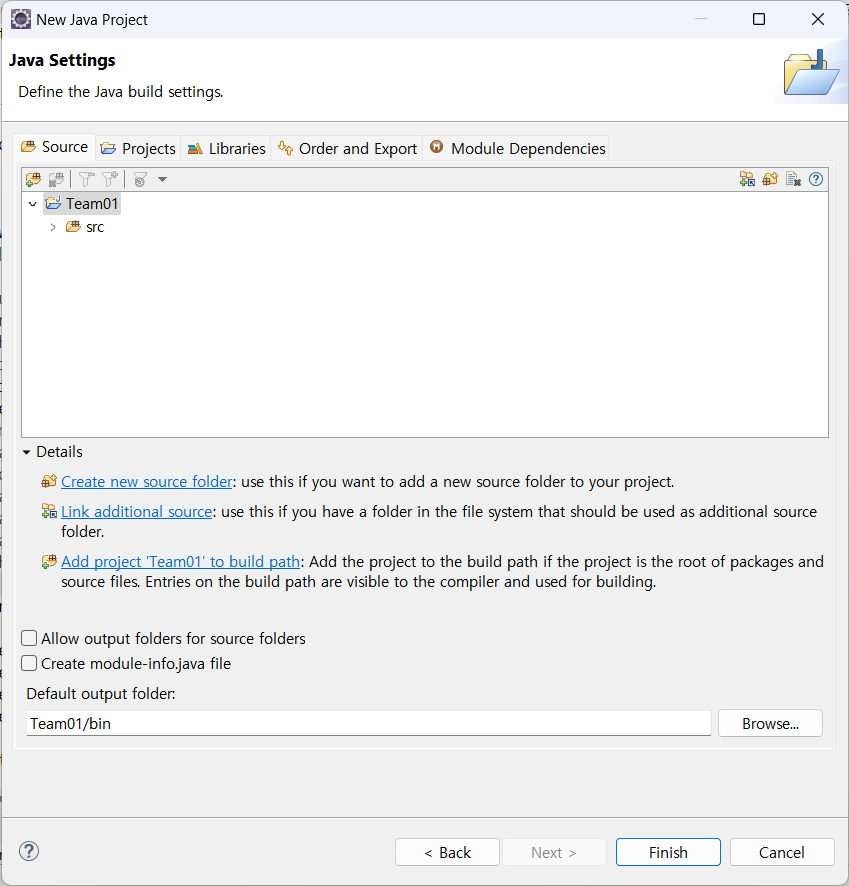 New Java Project
Java Settings
Define the Java build settings.
Source Projects Libraries Order and Export Module Dependencies
Team01
src
Details
Create new source folder: use this if you want to add a new source folder to your project.
Link additional source: use this if you have a folder in the file system that should be used as additional source
folder.
Add project 'Team01' to build path: Add the project to the build path if the project is the root of packages and
source files. Entries on the build path are visible to the compiler and used for building.
Allow output folders for source folders
Create module-info.java file
Default output folder:
Team01/bin
Browse...
< Back Next > Finish Cancel